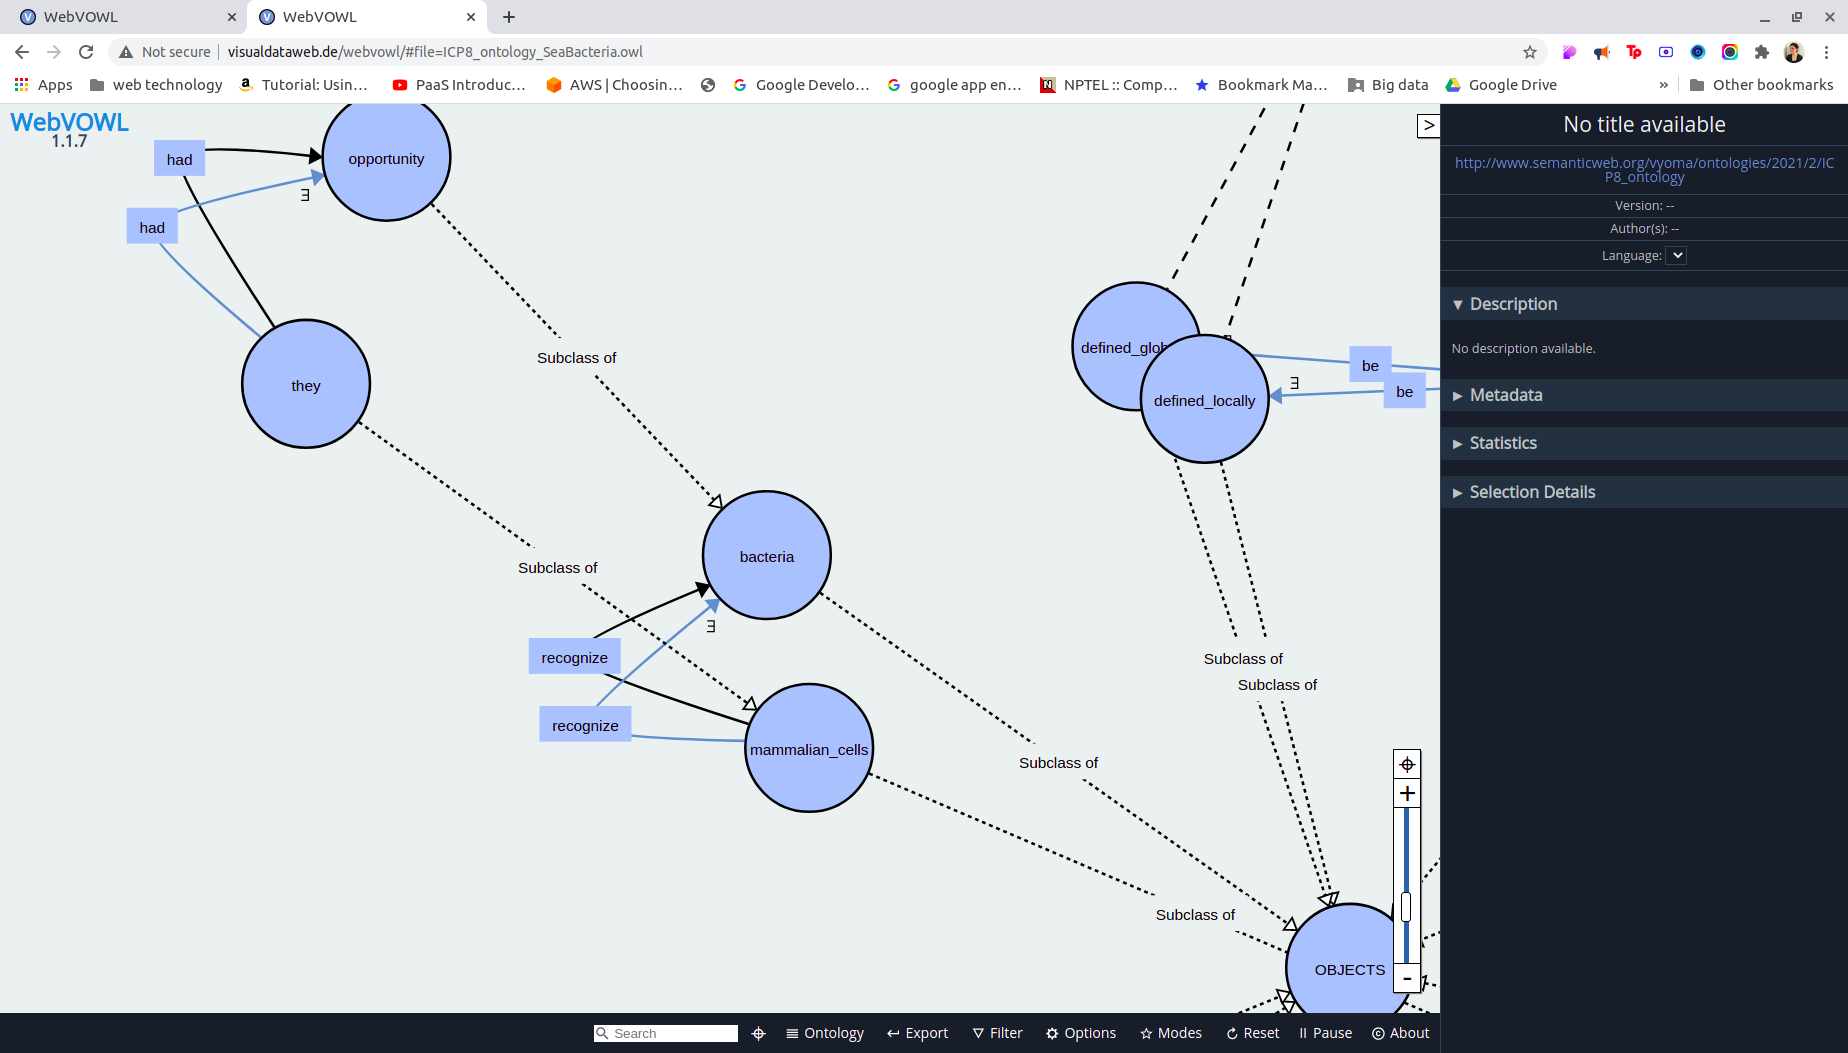 WebVOWL
WebVOWL
Not secure
visualdataweb.de/webvowl/#file=ICP8_ontology_SeaBacteria.owl
Apps
web technology
Tutorial: Usin...
PaaS Introduc...
AWS | Choosin...
Google Develo...
google app en...
NPTEL :: Comp...
Bookmark Ma...
Big data
Google Drive
»
Other bookmarks
WebVOWL
1.1.7
had
opportunity
had
Ǝ
they
Subclass of
defined_glob
defined_locally
be
be
Ǝ
>
Subclass of
bacteria
recognize
Ǝ
recognize
mammalian_cells
Subclass of
Subclass of
Subclass of
Subclass of
OBJECTS
+
-
No title available
http://www.semanticweb.org/vyoma/ontologies/2021/2/IC
P8_ontology
Version: --
Author(s): --
Language:
▼ Description
No description available.
▶ Metadata
▶ Statistics
▶ Selection Details
Search
Ontology
Export
Filter
Options
Modes
Reset
Pause
© About